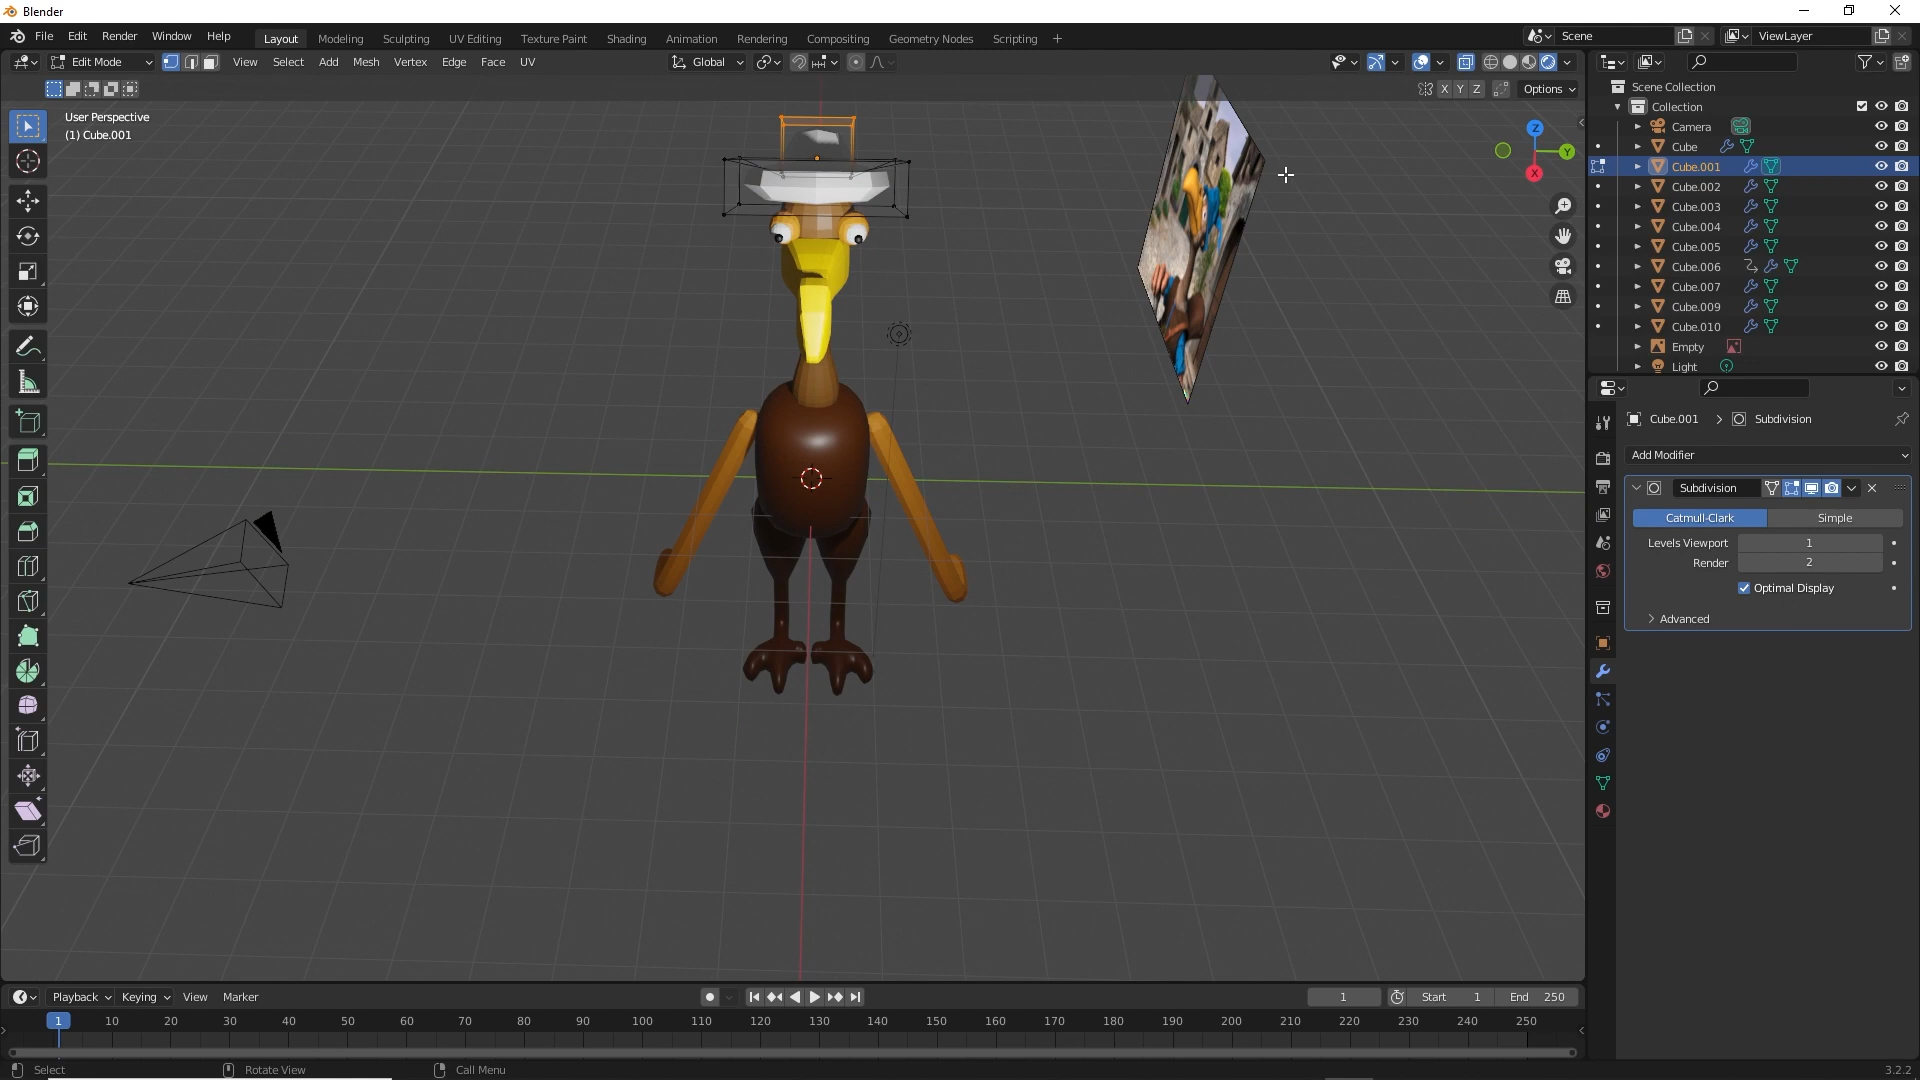 Blender
File Edit Render Window Help Layout Modeling Sculpting UV Editing Texture Paint Shading Animation Rendering Compositing Geometry Nodes Scripting + Scene ViewLayer
Edit Mode View Select Add Mesh Vertex Edge Face UV Global
X Y Z Options
User Perspective
(1) Cube.001
Z
Y
X
Scene Collection
Collection
Camera
Cube
Cube.001
Cube.002
Cube.003
Cube.004
Cube.005
Cube.006
Cube.007
Cube.009
Cube.010
Empty
Light
Cube.001 > Subdivision
Add Modifier
Subdivision
Catmull-Clark Simple
Levels Viewport 1
Render 2
Optimal Display
Advanced
Playback Keying View Marker 1 Start 1 End 250
1 10 20 30 40 50 60 70 80 90 100 110 120 130 140 150 160 170 180 190 200 210 220 230 240 250
Select Rotate View Call Menu 3.2.2